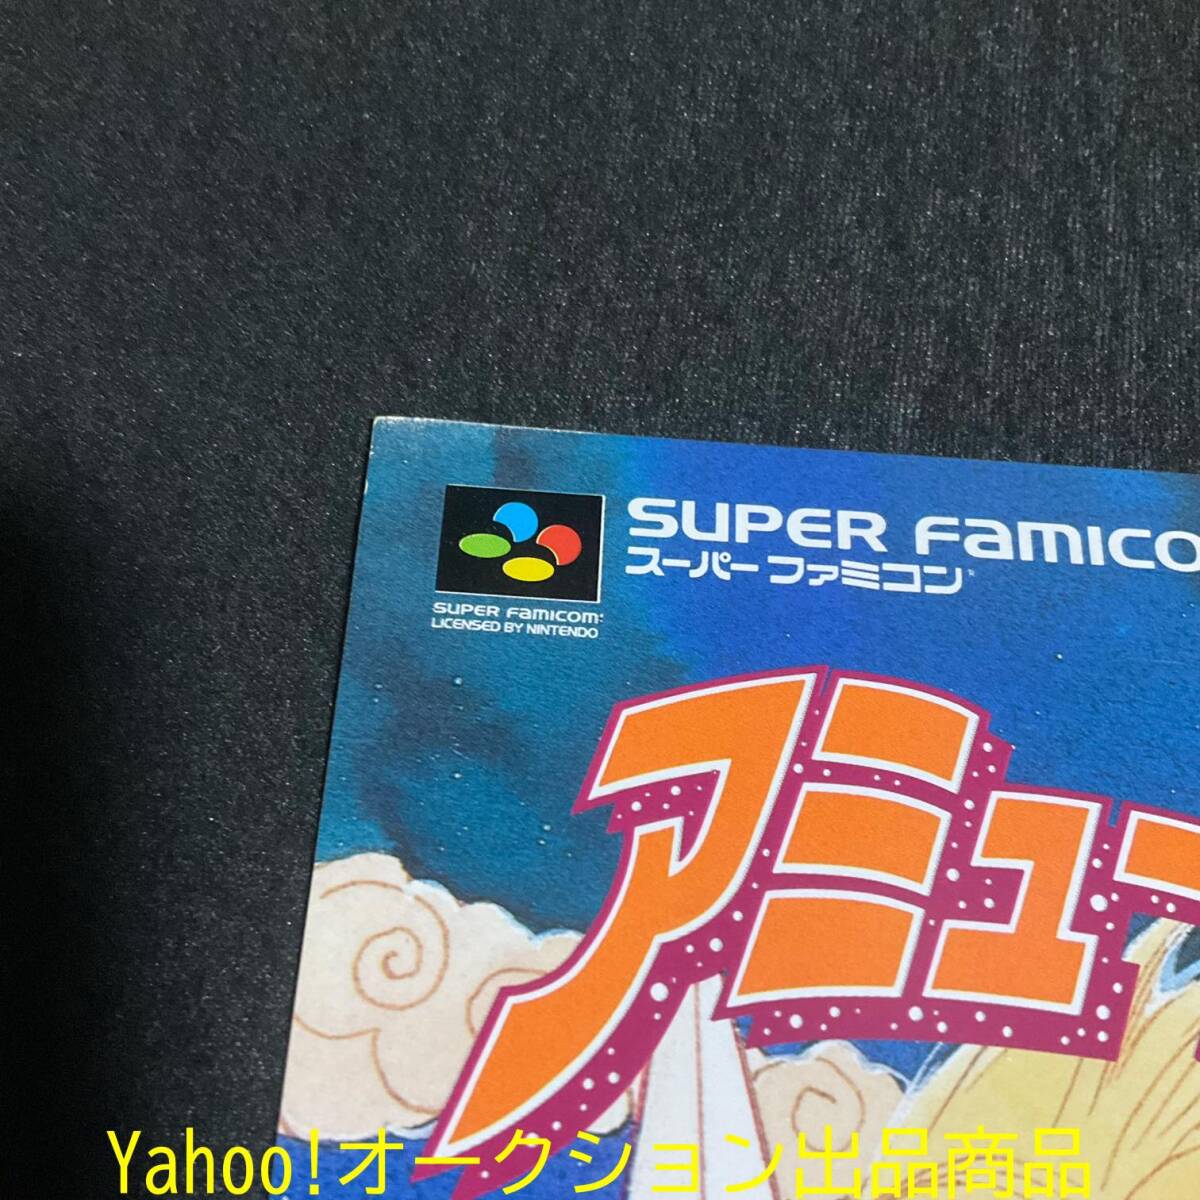 SUPER FAMICO
スーパーファミコン
SUPER FAMICOM
LICENSED BY NINTENDO
アミュ
Yahoo!オークション出品商品